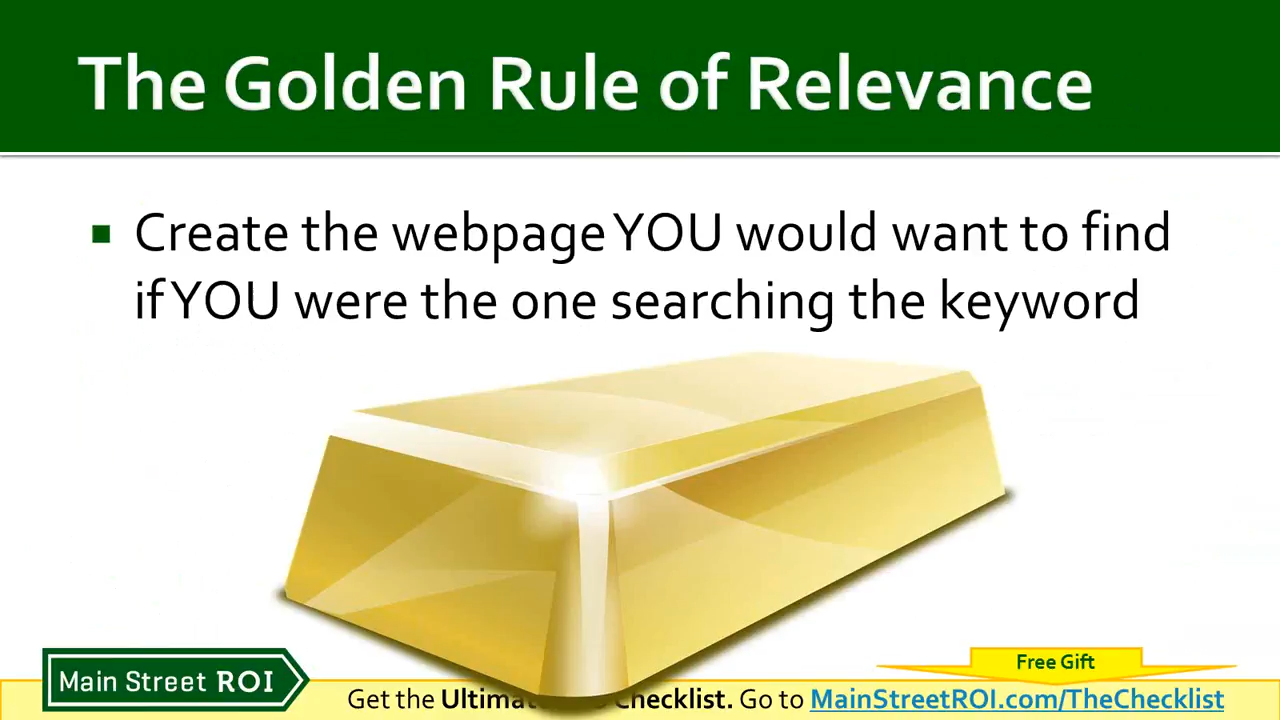 The Golden Rule of Relevance
Create the webpage YOU would want to find
if YOU were the one searching the keyword
Free Gift
Main Street ROI
Get the Ultimat Checklist. Go to MainStreetROI.com/TheChecklist